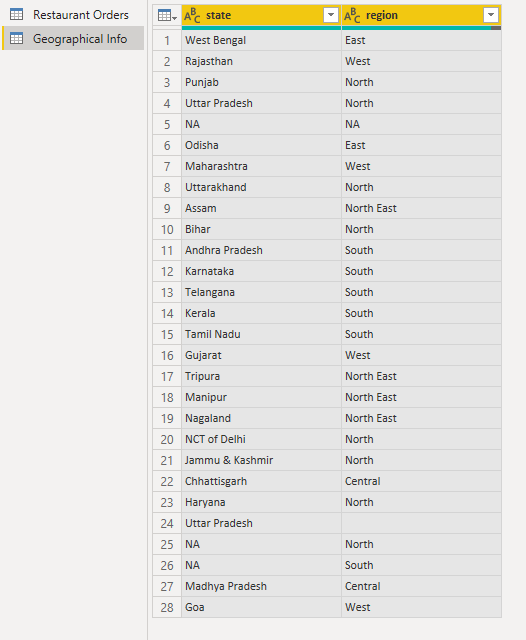 Restaurant Orders
Geographical Info
ABC state ABC region
1 West Bengal East
2 Rajasthan West
3 Punjab North
4 Uttar Pradesh North
5 NA NA
6 Odisha East
7 Maharashtra West
8 Uttarakhand North
9 Assam North East
10 Bihar North
11 Andhra Pradesh South
12 Karnataka South
13 Telangana South
14 Kerala South
15 Tamil Nadu South
16 Gujarat West
17 Tripura North East
18 Manipur North East
19 Nagaland North East
20 NCT of Delhi North
21 Jammu & Kashmir North
22 Chhattisgarh Central
23 Haryana North
24 Uttar Pradesh
25 NA North
26 NA South
27 Madhya Pradesh Central
28 Goa West